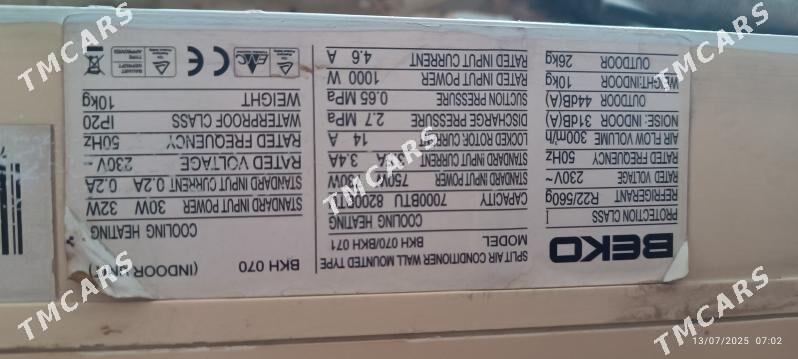 BEKO
PROTECTION CLASS I
REFRIGERANT R22/560g
RATED VOLTAGE 230V~
RATED FREQUENCY 50Hz
AIR FLOW VOLUME 300m³/h
NOISE: INDOOR 31dB(A)
OUTDOOR 44dB(A)
WEIGHT:INDOOR 10kg
OUTDOOR 26kg
SPLIT AIR CONDITIONER WALL MOUNTED TYPE
MODEL BKH 070/BKH 071
COOLING HEATING
CAPACITY 7000BTU 8200BTU
STANDARD INPUT POWER 750W
STANDARD INPUT CURRENT 3.4A
LOCKED ROTOR CURRENT 14 A
DISCHARGE PRESSURE 2.7 MPa
SUCTION PRESSURE 0.65 MPa
RATED INPUT POWER 1000 W
RATED INPUT CURRENT 4.6 A
BKH 070 (INDOOR
COOLING HEATING
STANDARD INPUT POWER 30W 32W
STANDARD INPUT CURRENT 0.2A 0.2A
RATED VOLTAGE 230V~
RATED FREQUENCY 50Hz
WATERPROOF CLASS IP20
WEIGHT 10kg
EMC
CE
TMCARS
TMCARS
TMCARS
TMCARS
TMCARS
TMCARS
TMCARS
13/07/2025 07:02